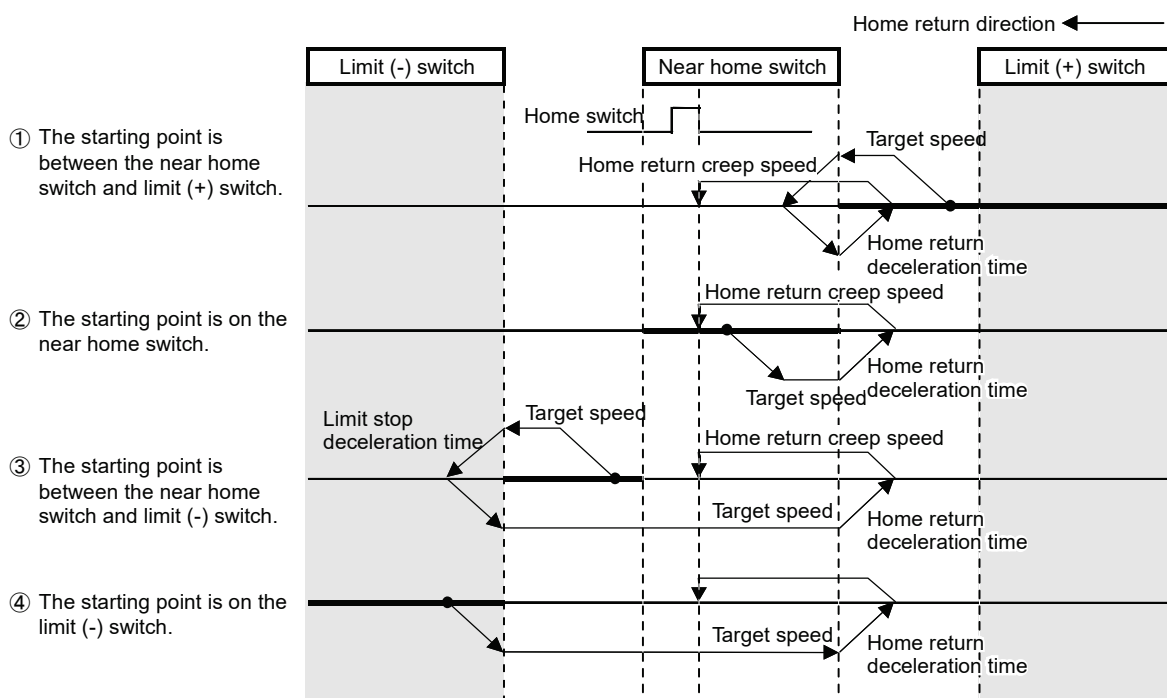 Home return direction
Limit (-) switch
Near home switch
Limit (+) switch
Home switch
① The starting point is
between the near home
switch and limit (+) switch.
Target speed
Home return creep speed
Home return
deceleration time
Home return creep speed
② The starting point is on the
near home switch.
Home return
deceleration time
Target speed
Limit stop
deceleration time
Target speed
Home return creep speed
③ The starting point is
between the near home
switch and limit (-) switch.
Target speed
Home return
deceleration time
④ The starting point is on the
limit (-) switch.
Target speed
Home return
deceleration time